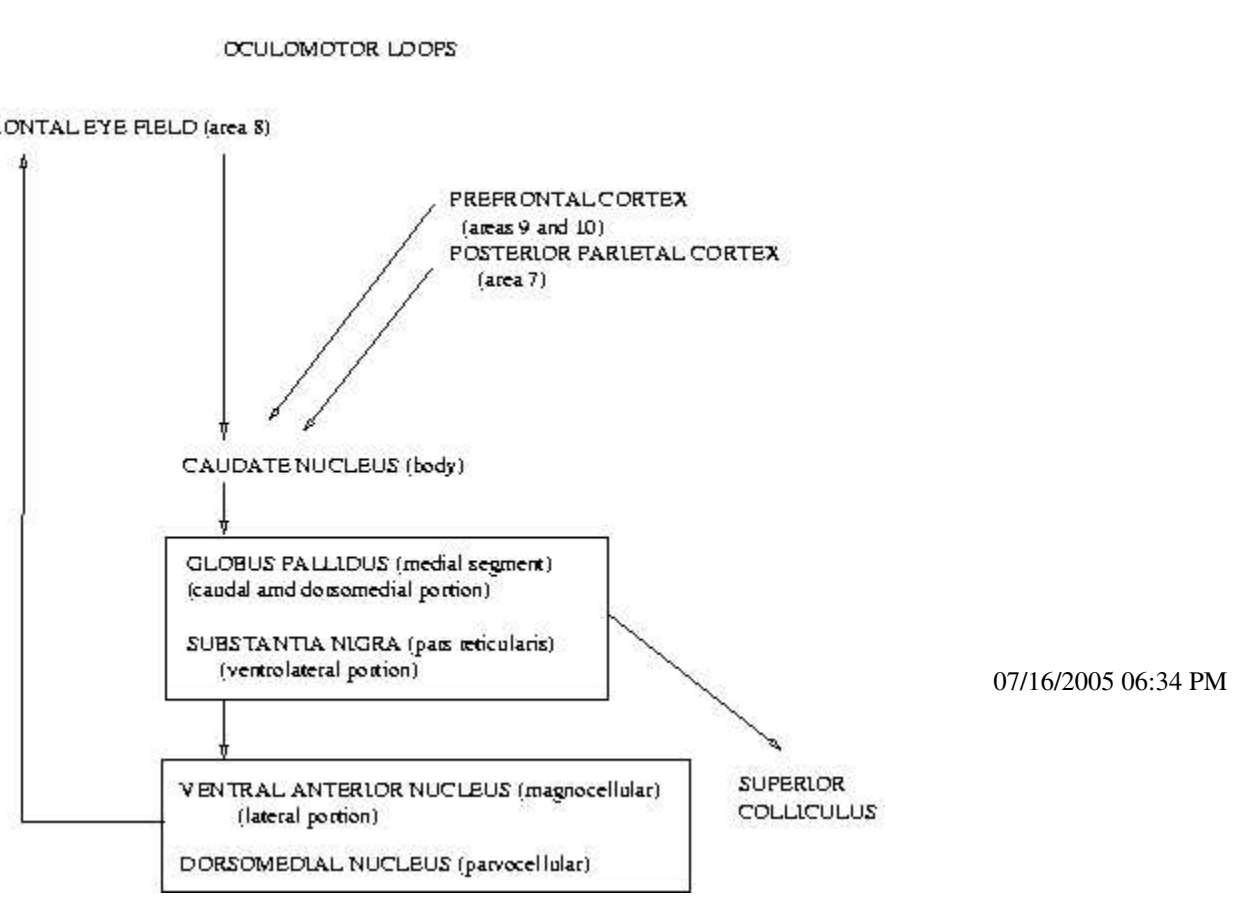 OCULOMOTOR LOOPS
RONTAL EYE FIELD (area 8)
PREFRONTAL CORTEX
(areas 9 and 10)
POSTERIOR PARIETAL CORTEX
(area 7)
CAUDATE NUCLEUS (body)
GLOBUS PALLIDUS (medial segment)
(caudal amd dorsomedial portion)
SUBSTANTIA NIGRA (pars reticularis)
(ventrolateral portion)
07/16/2005 06:34 PM
VENTRAL ANTERIOR NUCLEUS (magnocellular)
(lateral portion)
DORSOMEDIAL NUCLEUS (parvocellular)
SUPERIOR
COLLICULUS